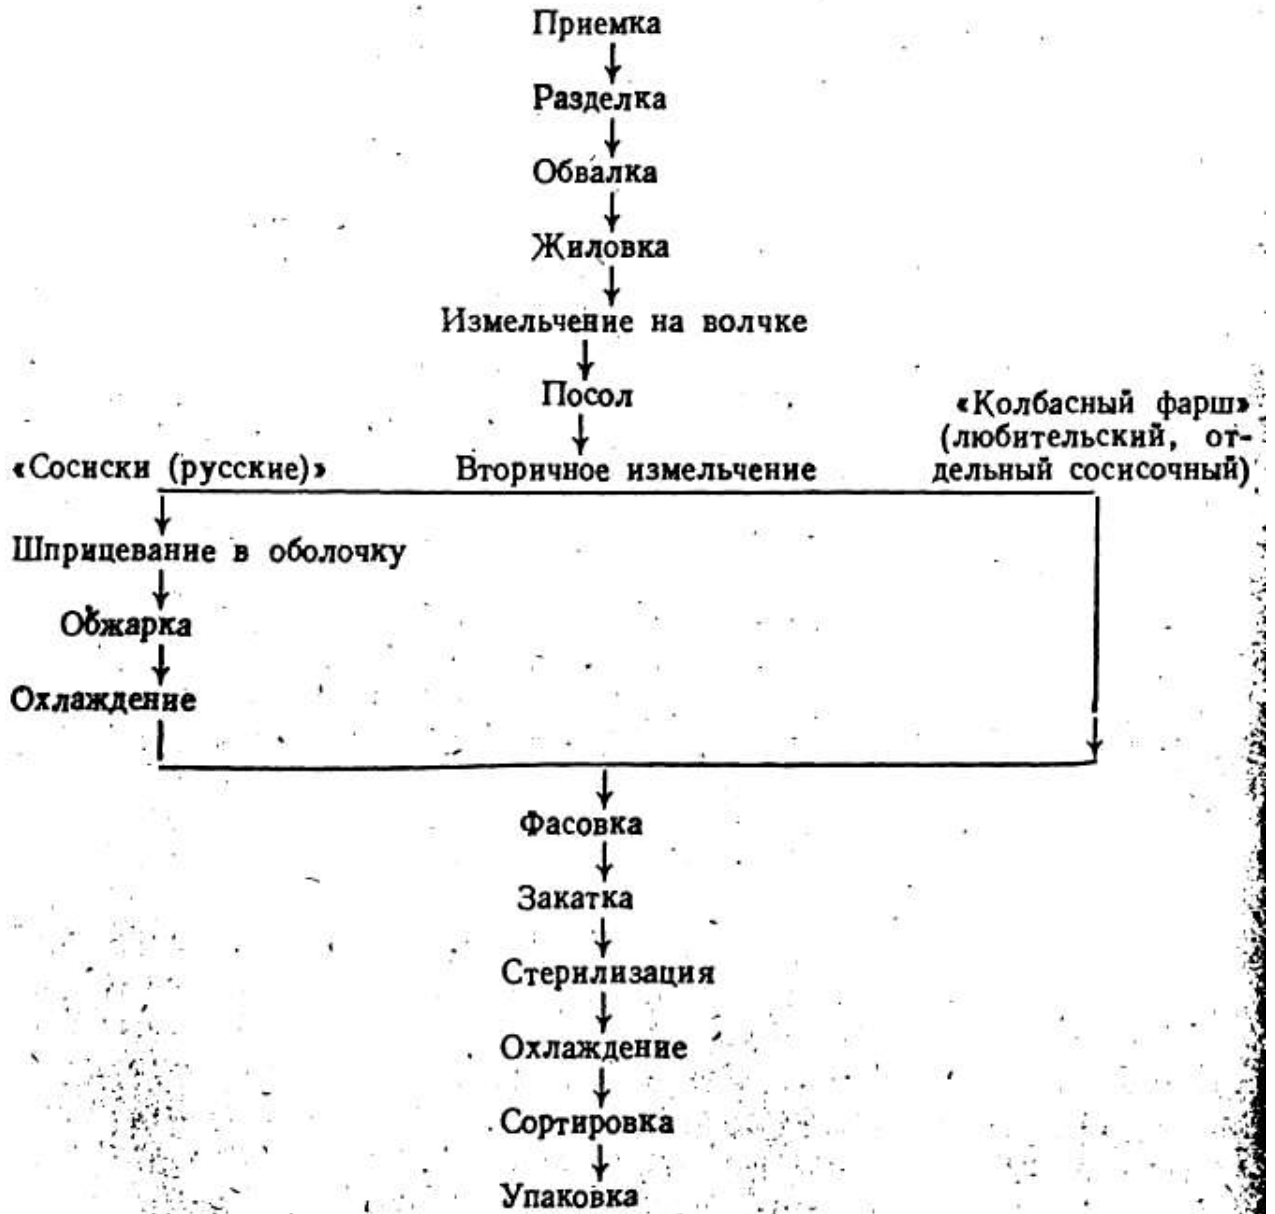 Приемка
Разделка
Обвалка
Жиловка
Измельчение на волчке
Посол
«Колбасный фарш»
(любительский, от-
дельный сосисочный)
«Сосиски (русские)»
Вторичное измельчение
Шприцевание в оболочку
Обжарка
Охлаждение
Фасовка
Закатка
Стерилизация
Охлаждение
Сортировка
Упаковка